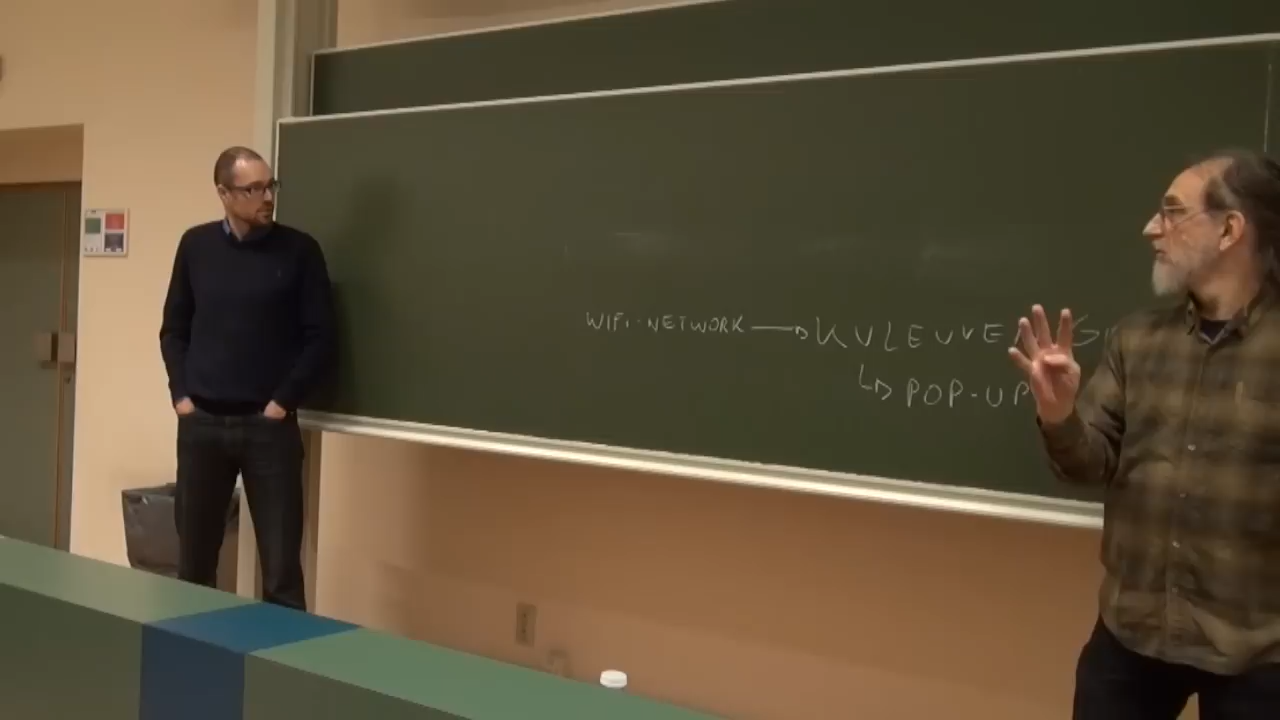 WIFI-NETWORK → KULEUVEN
↳ POP-UP